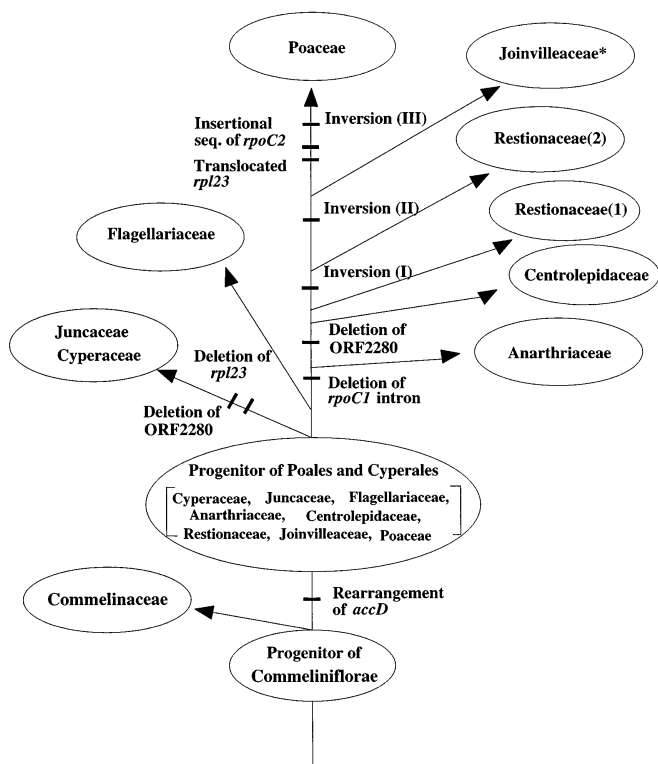 Poaceae
Joinvilleaceae*
Insertional
seq. of rpoC2
Inversion (III)
Restionaceae(2)
Translocated
rpl23
Inversion (II)
Restionaceae(1)
Flagellariaceae
Inversion (I)
Centrolepidaceae
Juncaceae
Cyperaceae
Deletion of
rpl23
Deletion of
ORF2280
Anarthriaceae
Deletion of
rpoC1 intron
Deletion of
ORF2280
Progenitor of Poales and Cyperales
Cyperaceae, Juncaceae, Flagellariaceae,
Anarthriaceae, Centrolepidaceae,
Restionaceae, Joinvilleaceae, Poaceae
Commelinaceae
Rearrangement
of accD
Progenitor of
Commeliniflorae